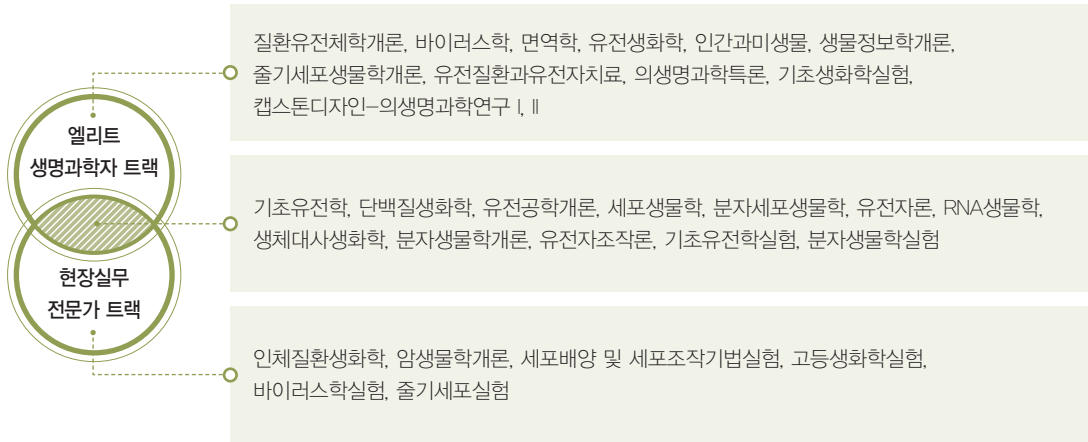 엘리트
생명과학자 트랙
현장실무
전문가 트랙
질환유전체학개론, 바이러스학, 면역학, 유전생화학, 인간과미생물, 생물정보학개론,
줄기세포생물학개론, 유전질환과유전자치료, 의생명과학특론, 기초생화학실험,
캡스톤디자인-의생명과학연구 I, II
기초유전학, 단백질생화학, 유전공학개론, 세포생물학, 분자세포생물학, 유전자론, RNA생물학,
생체대사생화학, 분자생물학개론, 유전자조작론, 기초유전학실험, 분자생물학실험
인체질환생화학, 암생물학개론, 세포배양 및 세포조작기법실험, 고등생화학실험,
바이러스학실험, 줄기세포실험